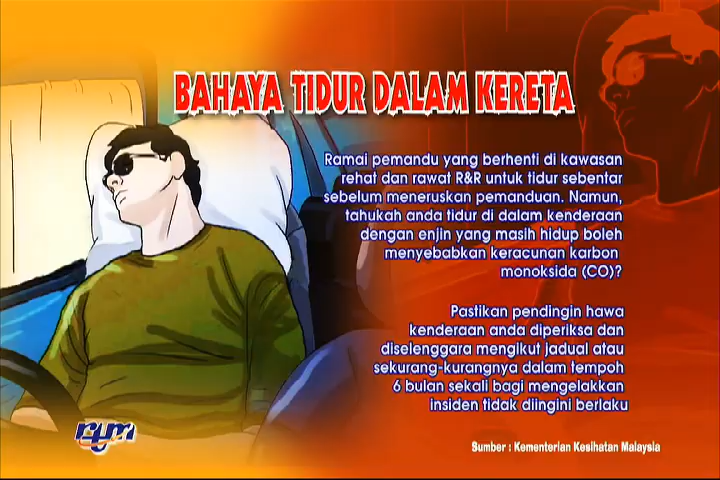 BAHAYA TIDUR DALAM KERETA
Ramai pemandu yang berhenti di kawasan
rehat dan rawat R&R untuk tidur sebentar
sebelum meneruskan pemanduan. Namun,
tahukah anda tidur di dalam kenderaan
dengan enjin yang masih hidup boleh
menyebabkan keracunan karbon
monoksida (CO)?
Pastikan pendingin hawa
kenderaan anda diperiksa dan
diselenggara mengikut jadual atau
sekurang-kurangnya dalam tempoh
6 bulan sekali bagi mengelakkan
insiden tidak diingini berlaku
rtm
Sumber : Kementerian Kesihatan Malaysia